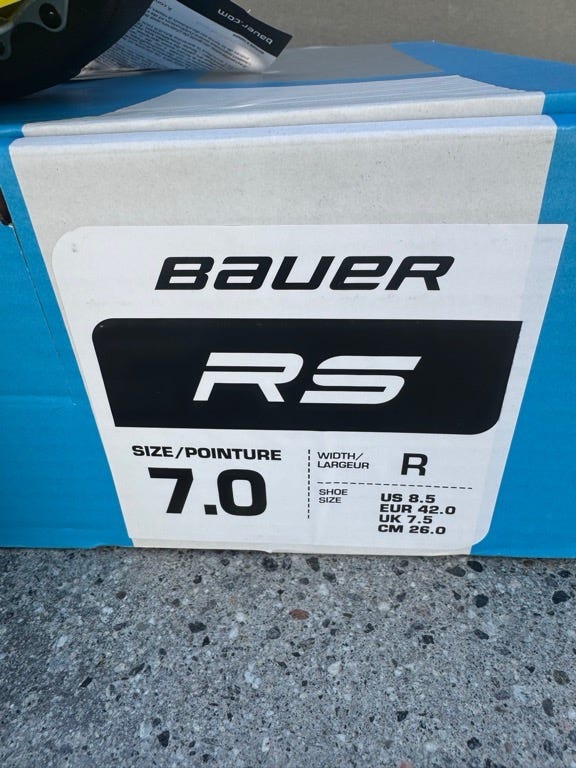 bauer.com
BAUER
RS
SIZE/POINTURE
7.0
WIDTH/
LARGEUR
R
SHOE
SIZE
US 8.5
EUR 42.0
UK 7.5
CM 26.0